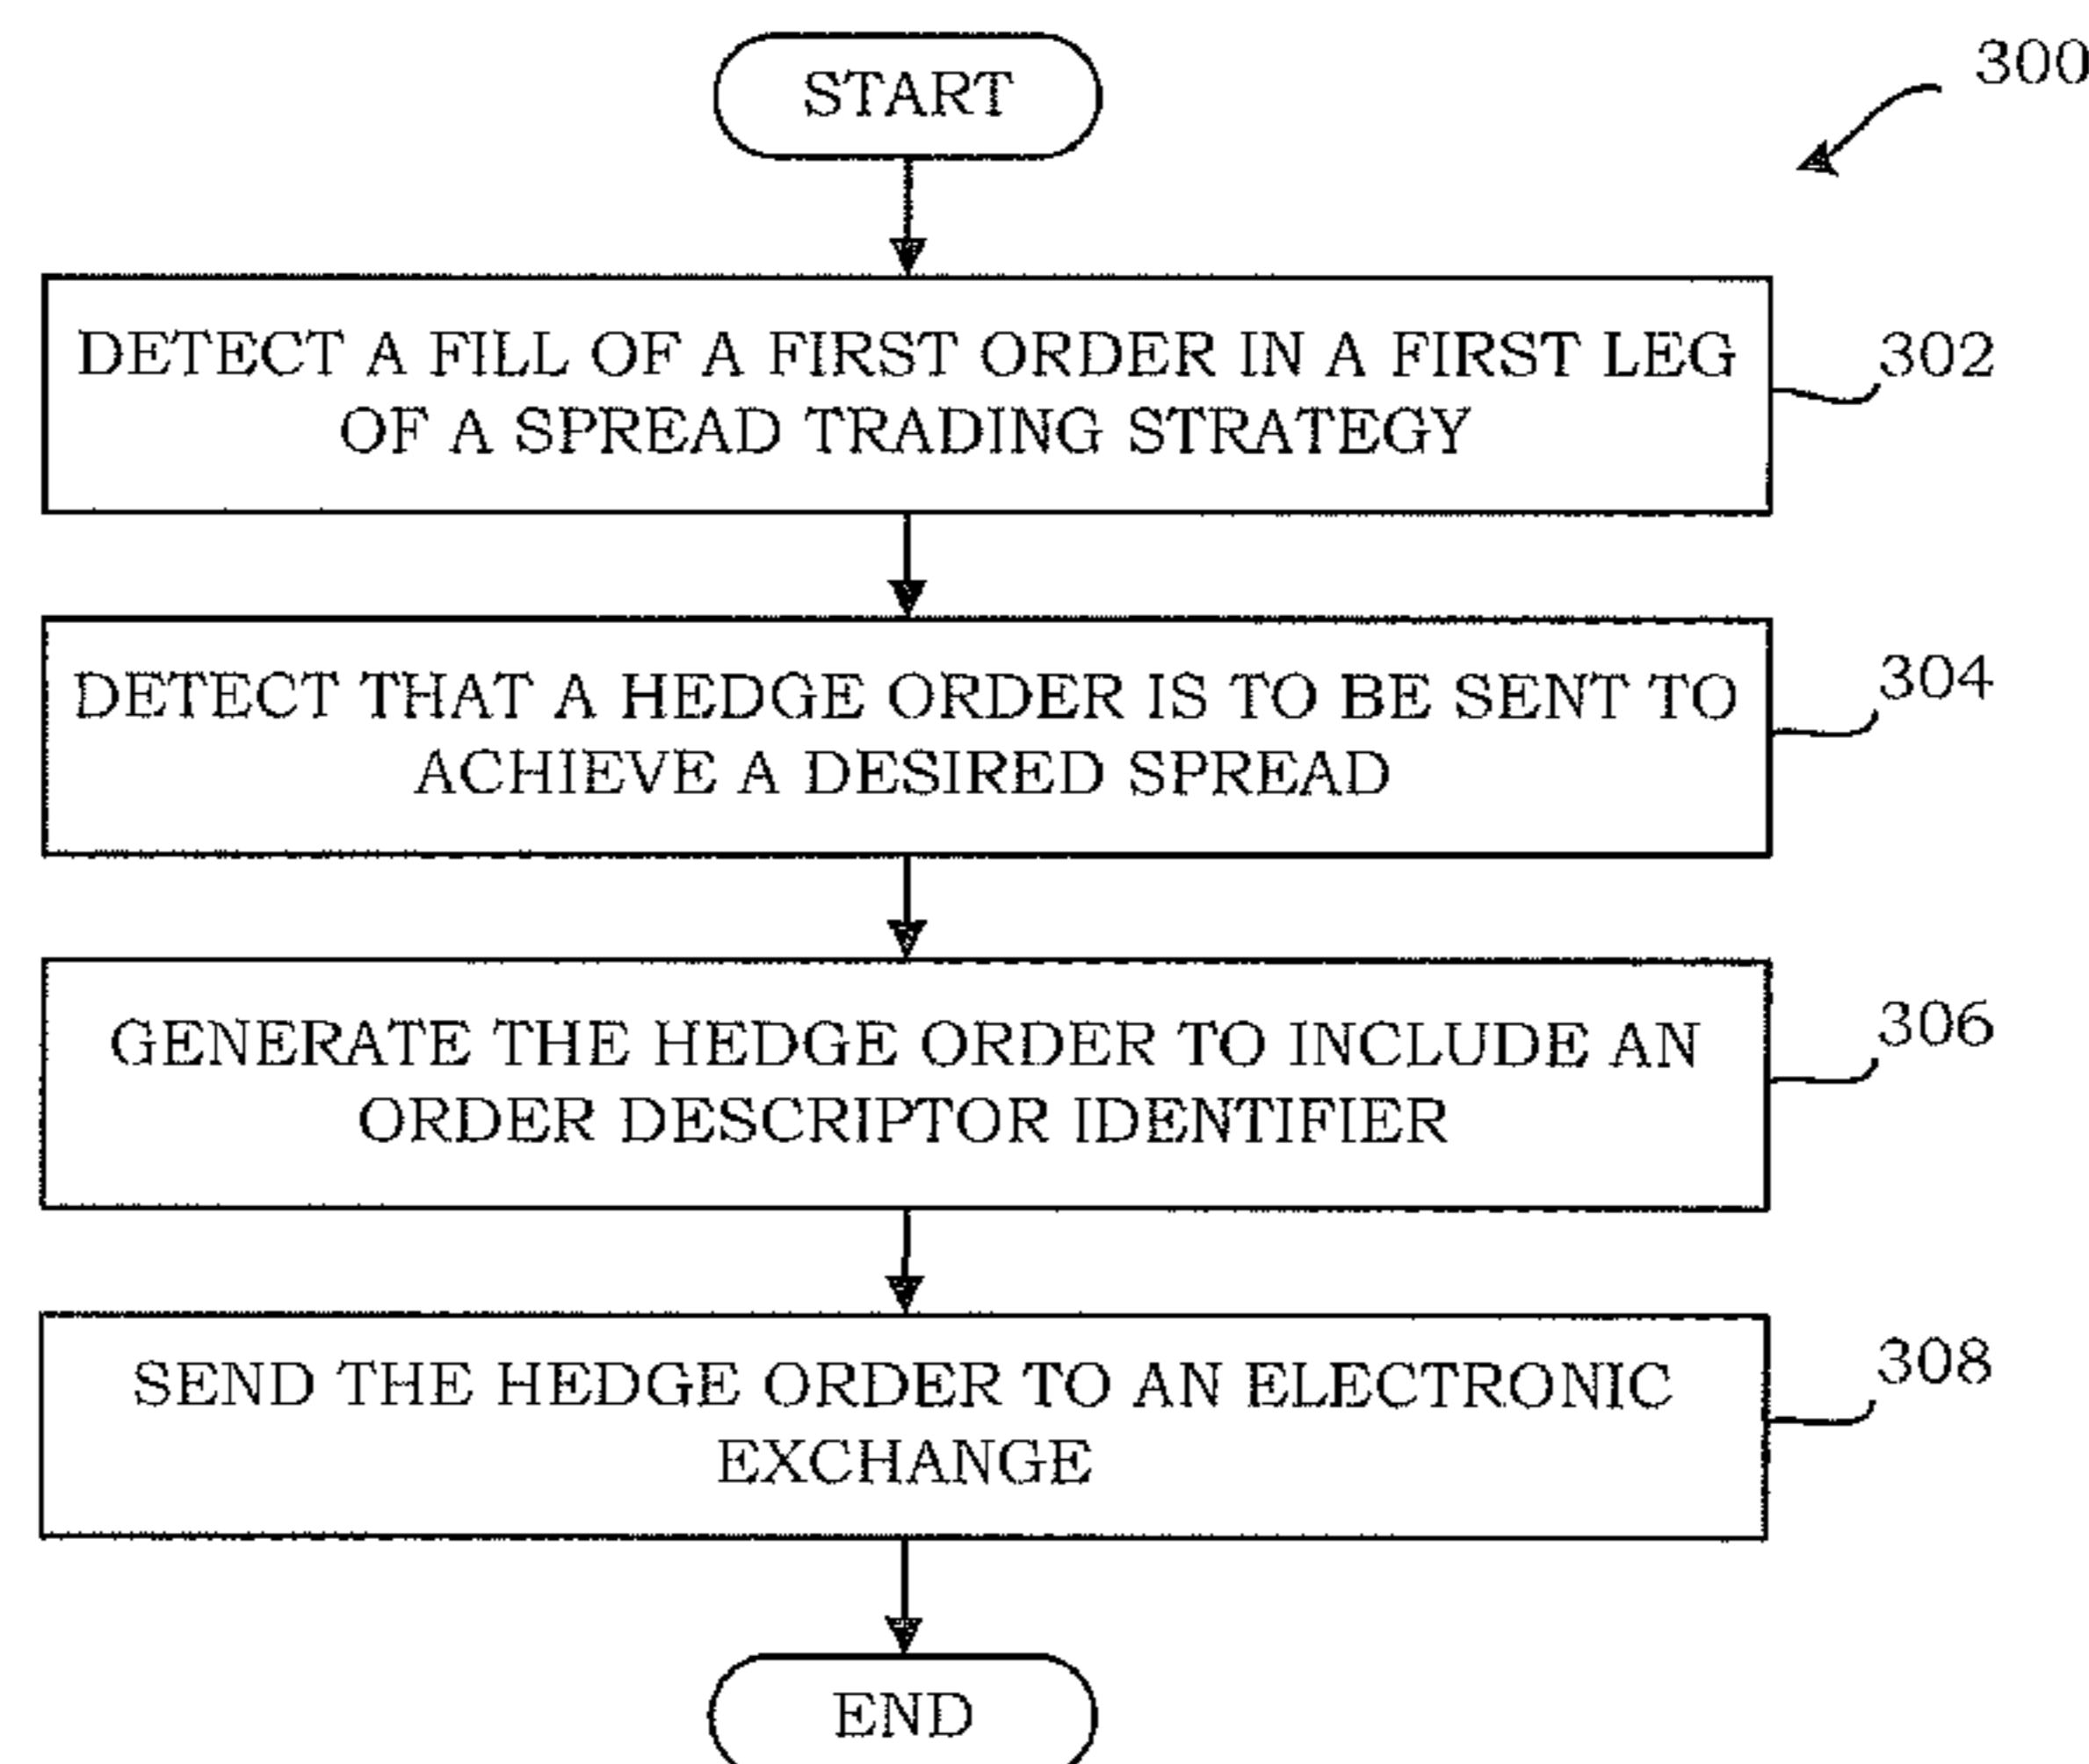 START
300
DETECT A FILL OF A FIRST ORDER IN A FIRST LEG
OF A SPREAD TRADING STRATEGY
302
DETECT THAT A HEDGE ORDER IS TO BE SENT TO
ACHIEVE A DESIRED SPREAD
304
GENERATE THE HEDGE ORDER TO INCLUDE AN
ORDER DESCRIPTOR IDENTIFIER
306
SEND THE HEDGE ORDER TO AN ELECTRONIC
EXCHANGE
308
END